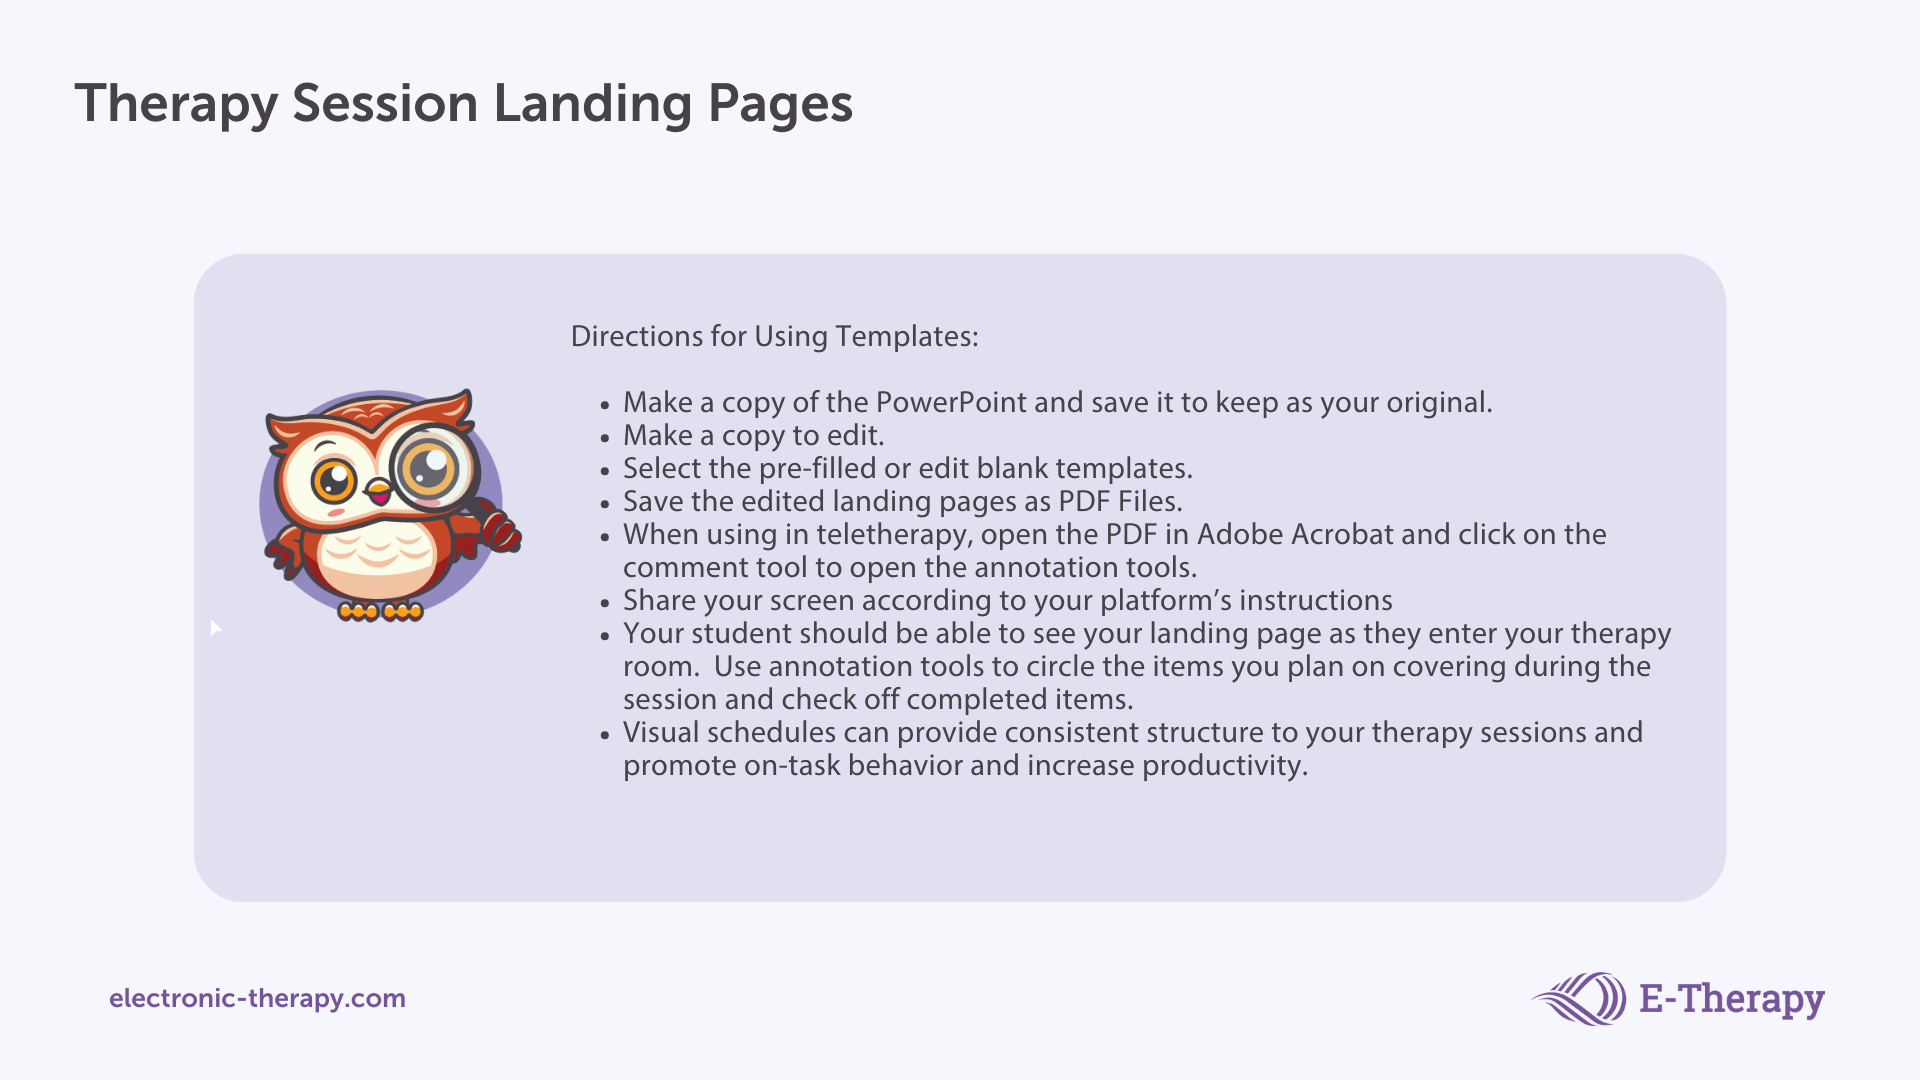 Therapy Session Landing Pages
Directions for Using Templates:
• Make a copy of the PowerPoint and save it to keep as your original.
• Make a copy to edit.
• Select the pre-filled or edit blank templates.
• Save the edited landing pages as PDF Files.
• When using in teletherapy, open the PDF in Adobe Acrobat and click on the
comment tool to open the annotation tools.
• Share your screen according to your platform’s instructions
• Your student should be able to see your landing page as they enter your therapy
room.  Use annotation tools to circle the items you plan on covering during the
session and check off completed items.
• Visual schedules can provide consistent structure to your therapy sessions and
promote on-task behavior and increase productivity.
electronic-therapy.com
E-Therapy